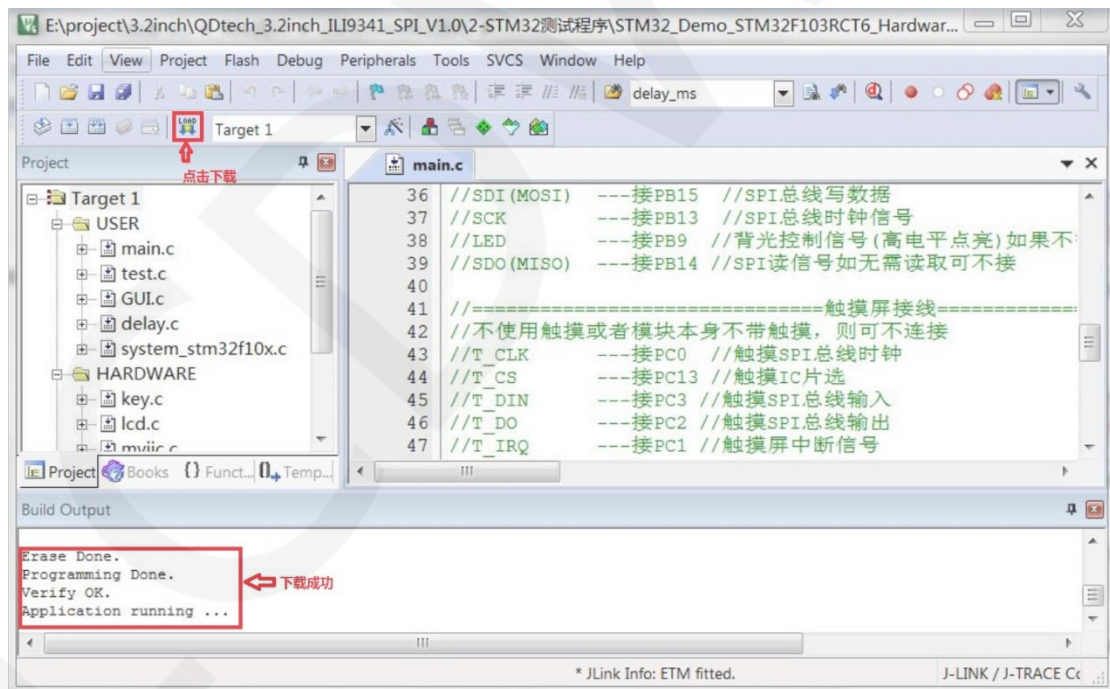 E:\project\3.2inch\QDtech_3.2inch_ILI9341_SPI_V1.0\2-STM32测试程序\STM32_Demo_STM32F103RCT6_Hardwar...
File Edit View Project Flash Debug Peripherals Tools SVCS Window Help
delay_ms
LOAD Target 1
点击下载
Project
main.c
Target 1
USER
main.c
test.c
GUI.c
delay.c
system_stm32f10x.c
HARDWARE
key.c
lcd.c
myiic.c
36 //SDI(MOSI) ---接PB15 //SPI总线写数据
37 //SCK ---接PB13 //SPI总线时钟信号
38 //LED ---接PB9 //背光控制信号(高电平点亮)如果不
39 //SDO(MISO) ---接PB14 //SPI读信号如无需读取可不接
40
41 //=================================触摸屏接线=============
42 //不使用触摸或者模块本身不带触摸，则可不连接
43 //T_CLK ---接PC0 //触摸SPI总线时钟
44 //T_CS ---接PC13 //触摸IC片选
45 //T_DIN ---接PC3 //触摸SPI总线输入
46 //T_DO ---接PC2 //触摸SPI总线输出
47 //T_IRQ ---接PC1 //触摸屏中断信号
Project Books {} Funct... Temp...
Build Output
Erase Done.
Programming Done.
Verify OK.
Application running ...
下载成功
* JLink Info: ETM fitted. J-LINK / J-TRACE Co